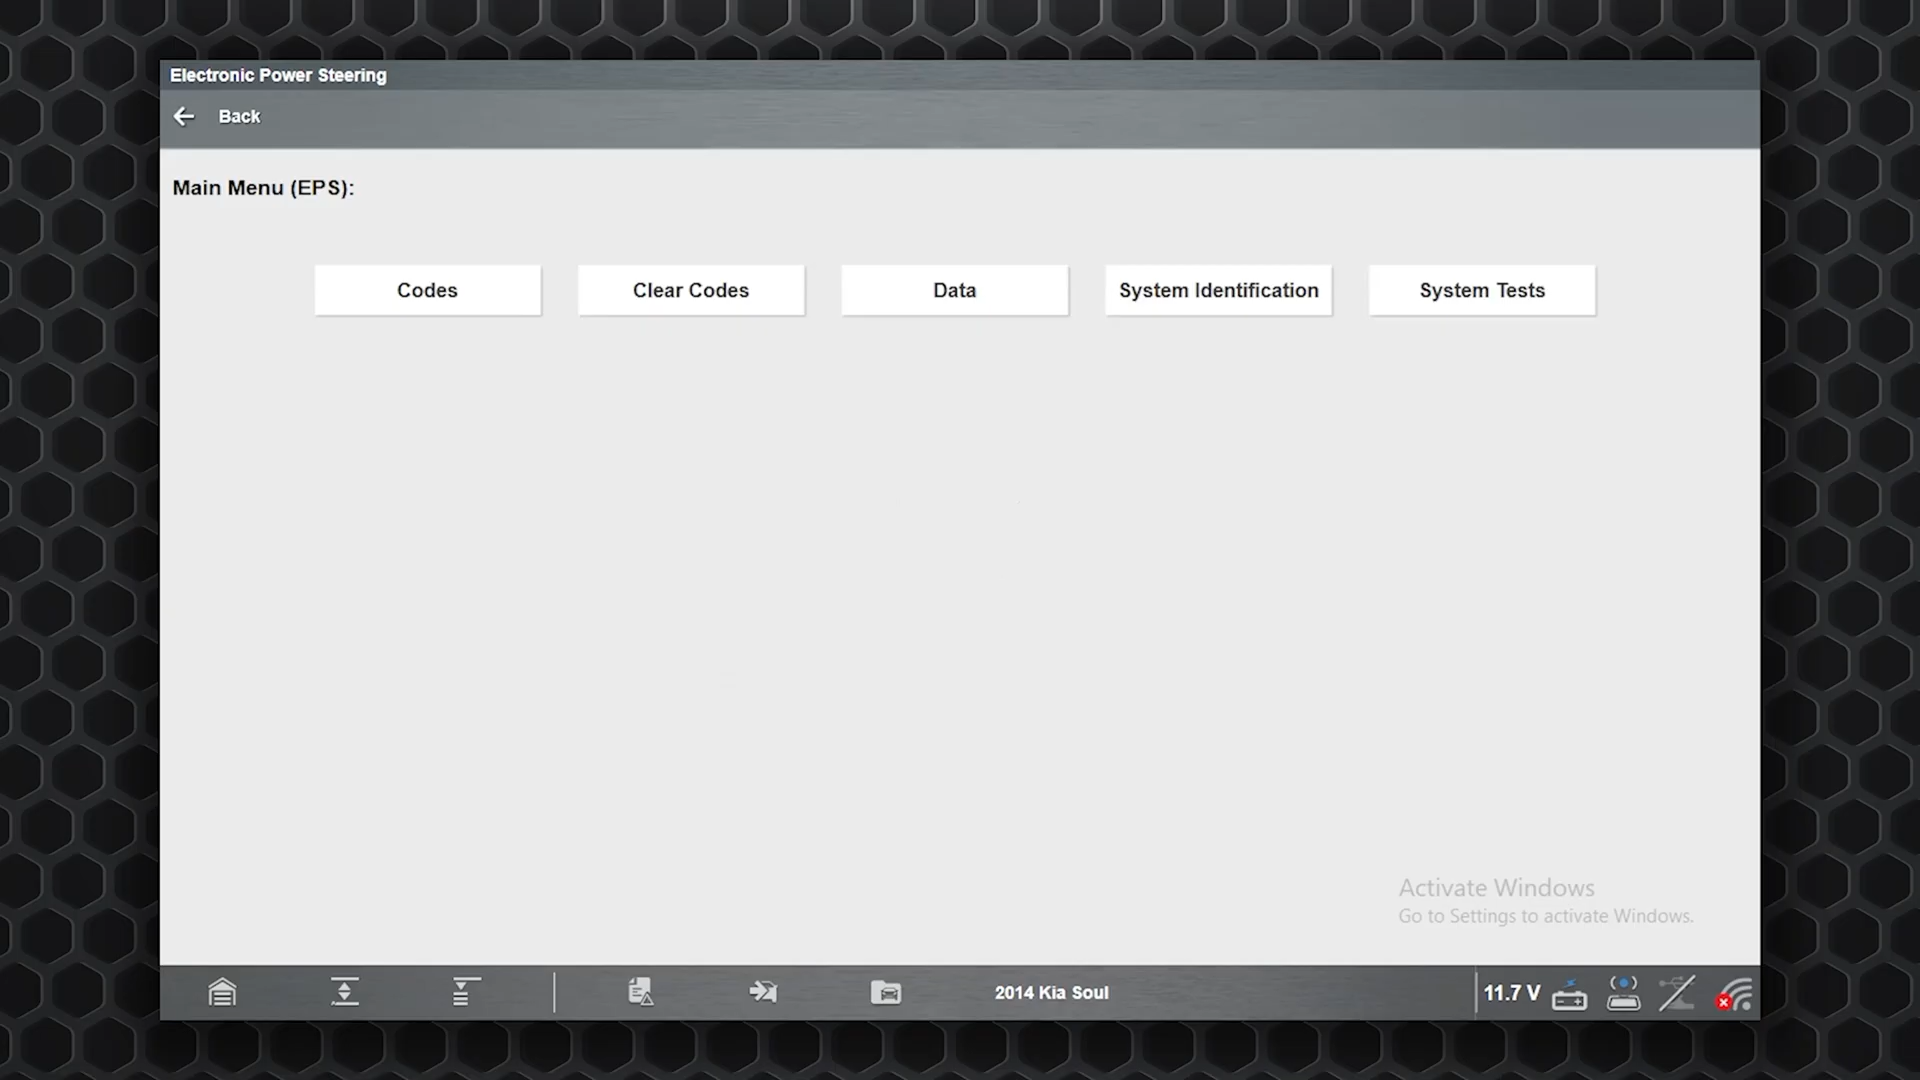 Electronic Power Steering
Back
Main Menu (EPS):
Codes
Clear Codes
Data
System Identification
System Tests
Activate Windows
Go to Settings to activate Windows.
2014 Kia Soul
11.7 V